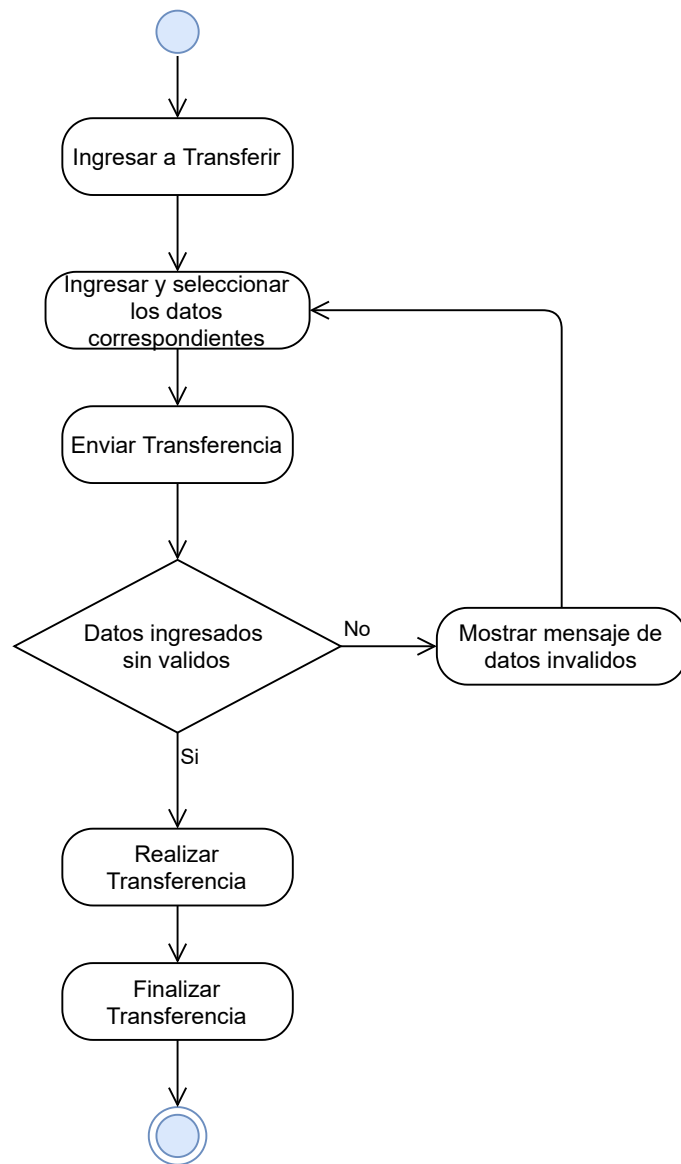 Ingresar a Transferir
Ingresar y seleccionar
los datos
correspondientes
Enviar Transferencia
Datos ingresados
sin validos
No
Mostrar mensaje de
datos invalidos
Si
Realizar
Transferencia
Finalizar
Transferencia